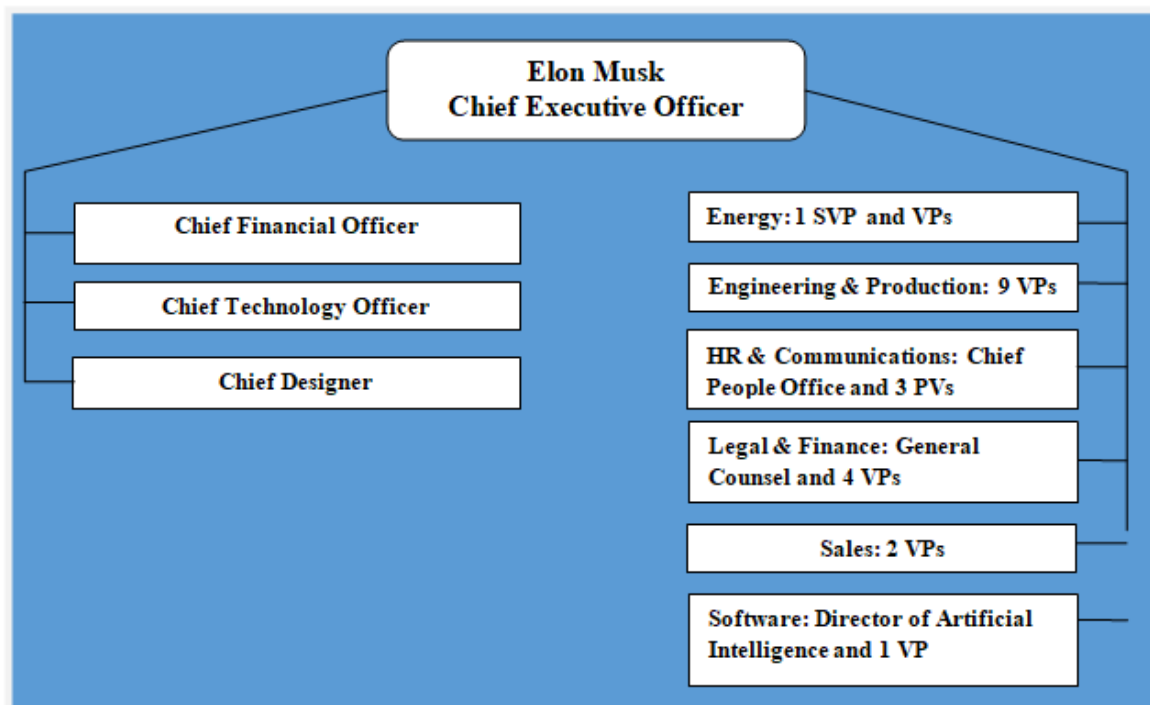 Elon Musk
Chief Executive Officer
Chief Financial Officer
Chief Technology Officer
Chief Designer
Energy: 1 SVP and VPs
Engineering & Production: 9 VPs
HR & Communications: Chief
People Office and 3 PVs
Legal & Finance: General
Counsel and 4 VPs
Sales: 2 VPs
Software: Director of Artificial
Intelligence and 1 VP